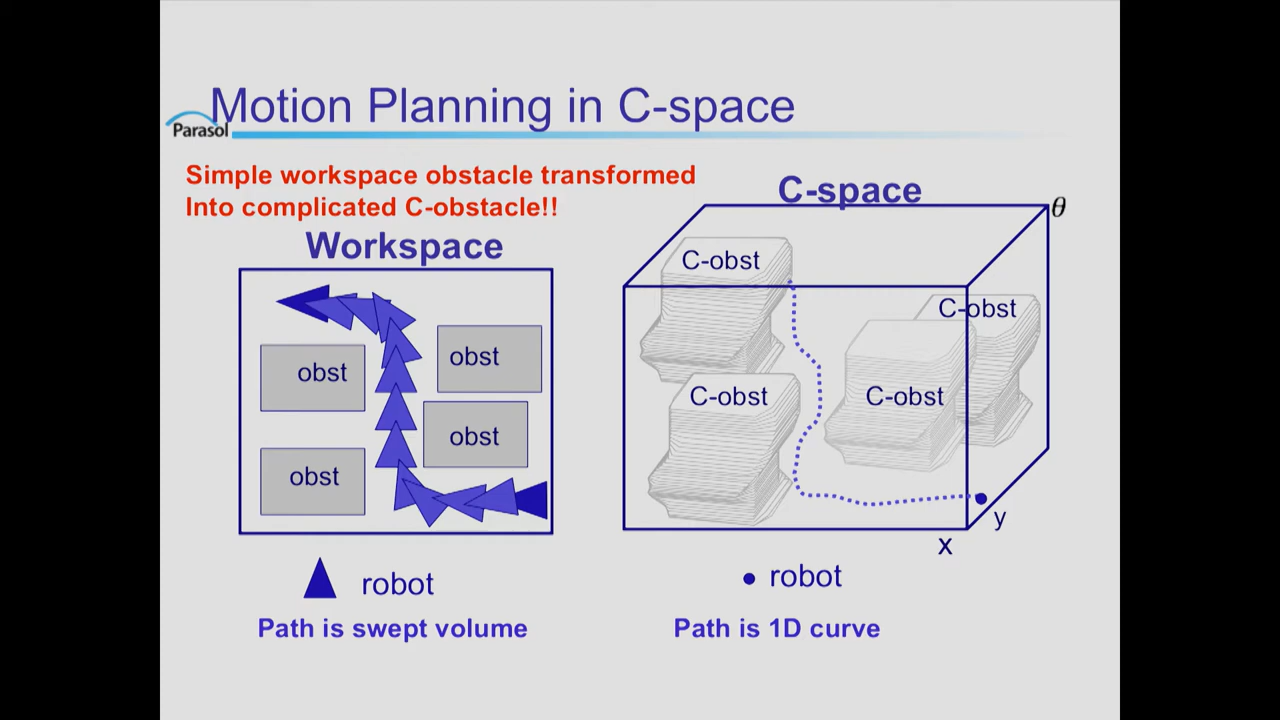 Motion Planning in C-space
Parasol
Simple workspace obstacle transformed
Into complicated C-obstacle!!
Workspace
obst
obst
obst
obst
robot
Path is swept volume
C-space
θ
C-obst
C-obst
C-obst
C-obst
y
x
robot
Path is 1D curve